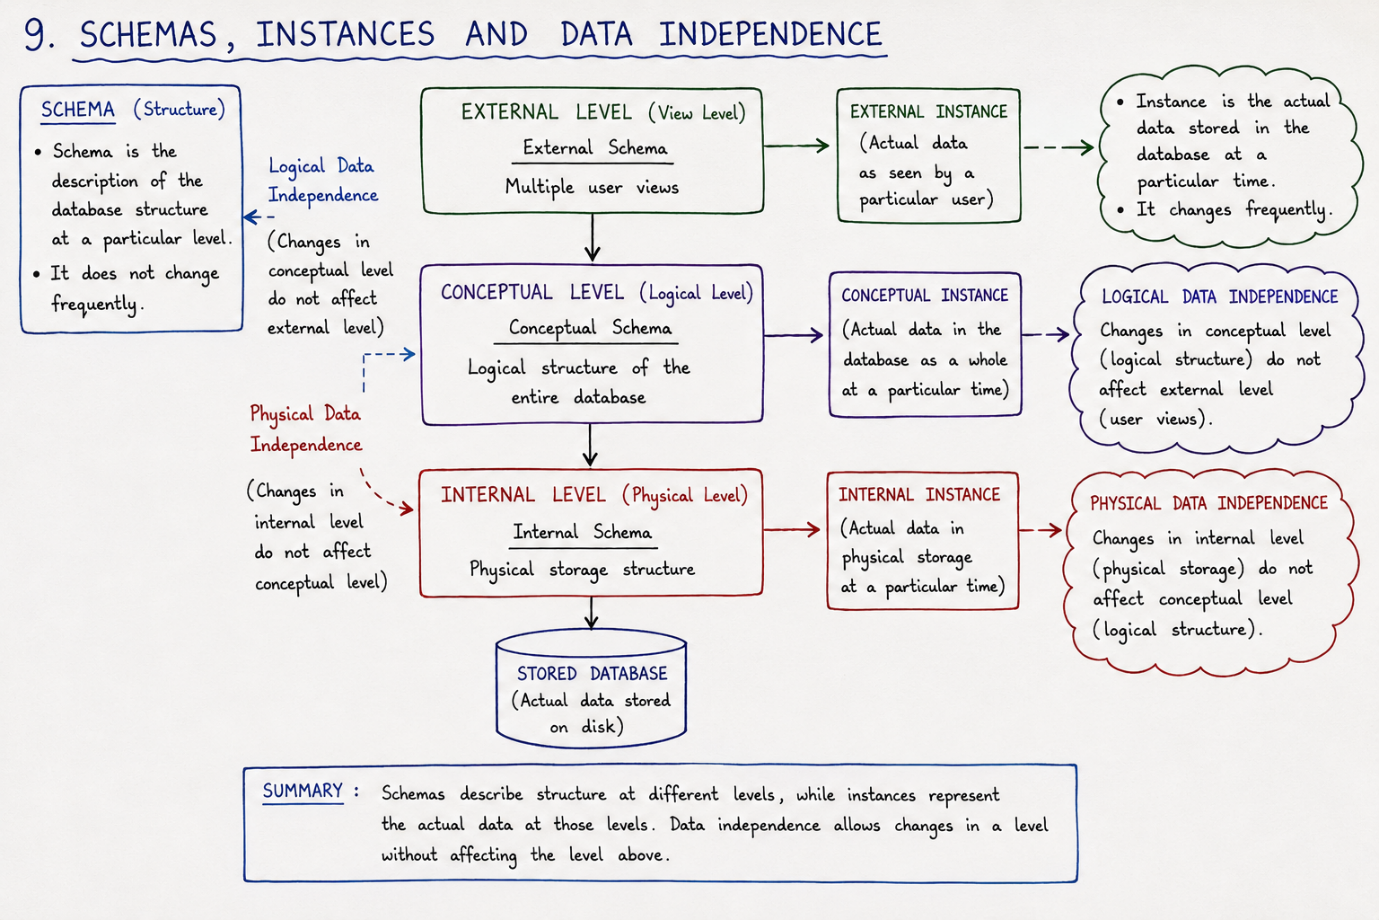 9. SCHEMAS, INSTANCES AND DATA INDEPENDENCE
SCHEMA (Structure)
• Schema is the
description of the
database structure
at a particular level.
• It does not change
frequently.
Logical Data
Independence
(Changes in
conceptual level
do not affect
external level)
Physical Data
Independence
(Changes in
internal level
do not affect
conceptual level)
EXTERNAL LEVEL (View Level)
External Schema
Multiple user views
CONCEPTUAL LEVEL (Logical Level)
Conceptual Schema
Logical structure of the
entire database
INTERNAL LEVEL (Physical Level)
Internal Schema
Physical storage structure
STORED DATABASE
(Actual data stored
on disk)
EXTERNAL INSTANCE
(Actual data
as seen by a
particular user)
CONCEPTUAL INSTANCE
(Actual data in the
database as a whole
at a particular time)
INTERNAL INSTANCE
(Actual data in
physical storage
at a particular time)
• Instance is the actual
data stored in the
database at a
particular time.
• It changes frequently.
LOGICAL DATA INDEPENDENCE
Changes in conceptual level
(logical structure) do not
affect external level
(user views).
PHYSICAL DATA INDEPENDENCE
Changes in internal level
(physical storage) do not
affect conceptual level
(logical structure).
SUMMARY : Schemas describe structure at different levels, while instances represent
the actual data at those levels. Data independence allows changes in a level
without affecting the level above.